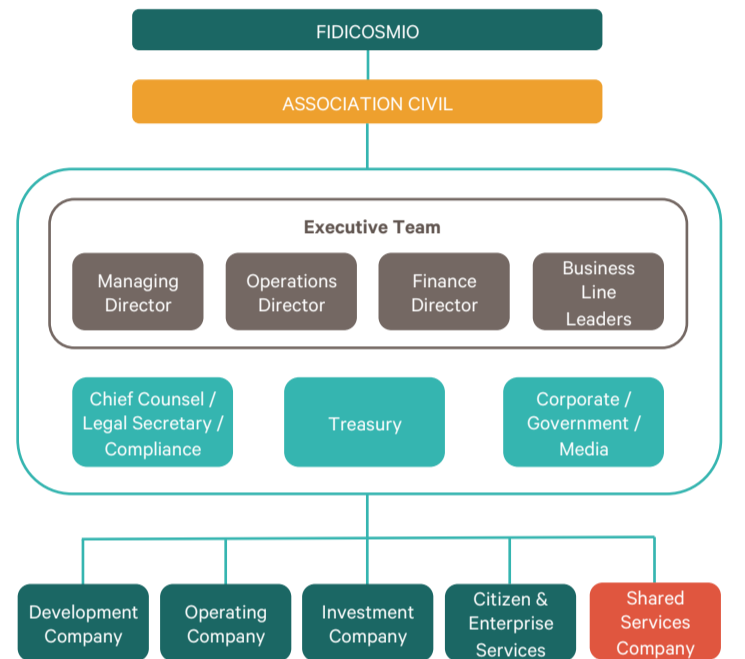 FIDICOSMIO
ASSOCIATION CIVIL
Executive Team
Managing
Director
Operations
Director
Finance
Director
Business
Line
Leaders
Chief Counsel /
Legal Secretary /
Compliance
Treasury
Corporate /
Government /
Media
Development
Company
Operating
Company
Investment
Company
Citizen &
Enterprise
Services
Shared
Services
Company